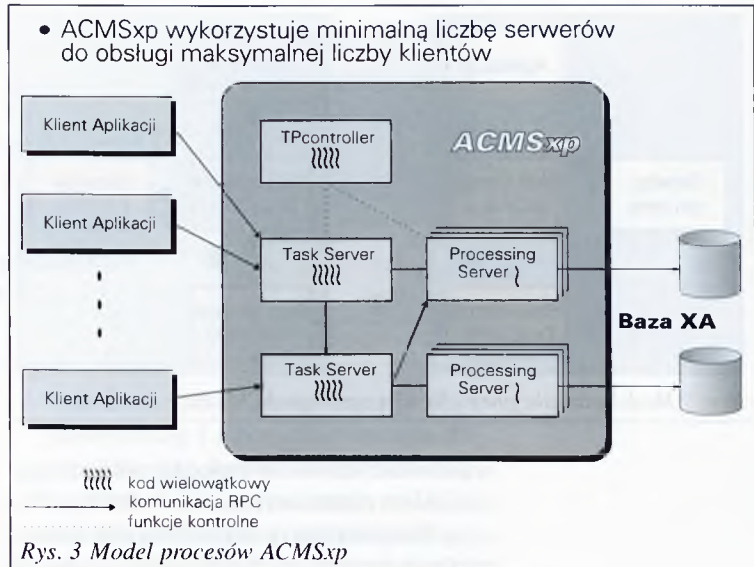 • ACMSxp wykorzystuje minimalną liczbę serwerów
do obsługi maksymalnej liczby klientów
Klient Aplikacji
TPcontroller
ACMSxp
Klient Aplikacji
Task Server
Processing
Server
Baza XA
Klient Aplikacji
Task Server
Processing
Server
kod wielowątkowy
komunikacja RPC
funkcje kontrolne
Rys. 3 Model procesów ACMSxp